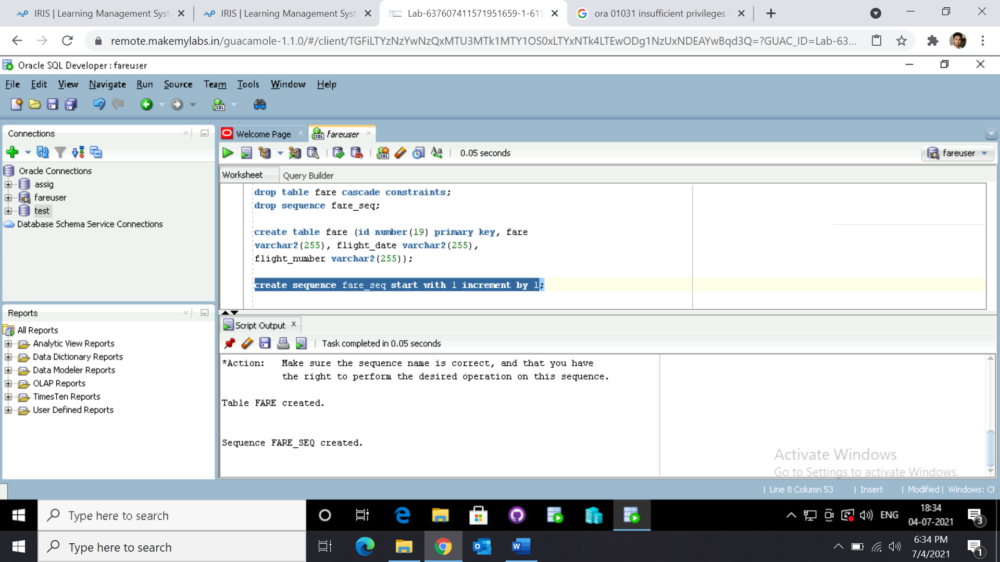 IRIS | Learning Management Syst
IRIS | Learning Management Syst
Lab-637607411571951659-1-615
ora 01031 insufficient privileges -
remote.makemylabs.in/guacamole-1.1.0/#/client/TGFiLTYzNzYwNzQxMTU3MTk1MTY1OS0xLTYxNTk4LTEwODg1NzUxNDEAYwBqd3Q=?GUAC_ID=Lab-63...
Oracle SQL Developer : fareuser
File Edit View Navigate Run Source Team Tools Window Help
Connections
Oracle Connections
assig
fareuser
test
Database Schema Service Connections
Reports
All Reports
Analytic View Reports
Data Dictionary Reports
Data Modeler Reports
OLAP Reports
TimesTen Reports
User Defined Reports
Welcome Page
fareuser
0.05 seconds
fareuser
Worksheet
Query Builder
drop table fare cascade constraints;
drop sequence fare_seq;
create table fare (id number(19) primary key, fare
varchar2(255), flight_date varchar2(255),
flight_number varchar2(255));
create sequence fare_seq start with 1 increment by 1;
Script Output
Task completed in 0.05 seconds
*Action: Make sure the sequence name is correct, and that you have
the right to perform the desired operation on this sequence.
Table FARE created.
Sequence FARE_SEQ created.
Activate Windows
Go to Settings to activate Windows.
Line 8 Column 53 | Insert | Modified | Windows: CR
Type here to search
ENG
18:34
04-07-2021
3
Type here to search
6:34 PM
7/4/2021
1